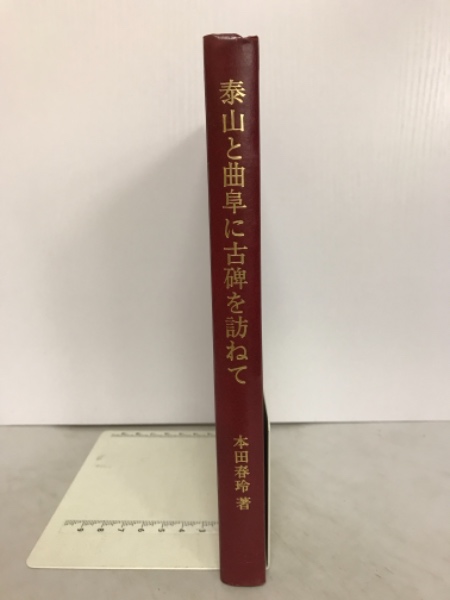 泰山と曲阜に古碑を訪ねて
本田春玲 著